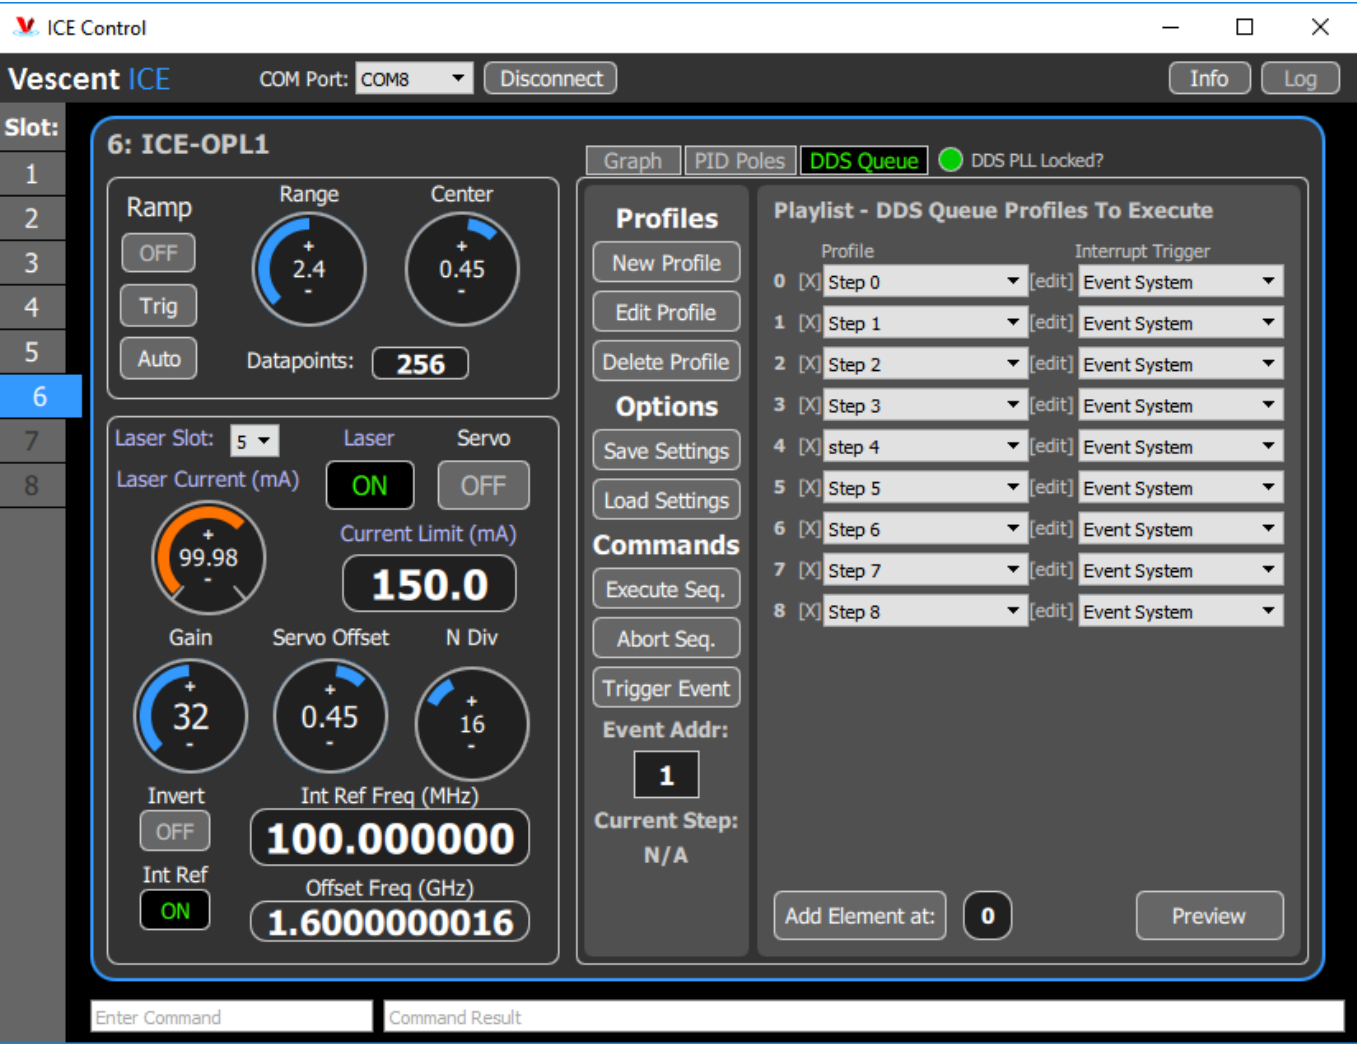 ICE Control
Vescent ICE
COM Port: COM8 Disconnect
Info Log
Slot:
1
2
3
4
5
6
7
8
6: ICE-OPL1
Ramp
OFF
Trig
Auto
Range
+
2.4
-
Center
+
0.45
-
Datapoints: 256
Laser Slot: 5
Laser
ON
Servo
OFF
Laser Current (mA)
+
99.98
-
Current Limit (mA)
150.0
Gain
+
32
-
Servo Offset
+
0.45
-
N Div
+
16
-
Invert
OFF
Int Ref Freq (MHz)
100.000000
Int Ref
ON
Offset Freq (GHz)
1.6000000016
Graph PID Poles DDS Queue DDS PLL Locked?
Profiles
New Profile
Edit Profile
Delete Profile
Options
Save Settings
Load Settings
Commands
Execute Seq.
Abort Seq.
Trigger Event
Event Addr:
1
Current Step:
N/A
Playlist - DDS Queue Profiles To Execute
Profile Interrupt Trigger
0 [X] Step 0 [edit] Event System
1 [X] Step 1 [edit] Event System
2 [X] Step 2 [edit] Event System
3 [X] Step 3 [edit] Event System
4 [X] step 4 [edit] Event System
5 [X] Step 5 [edit] Event System
6 [X] Step 6 [edit] Event System
7 [X] Step 7 [edit] Event System
8 [X] Step 8 [edit] Event System
Add Element at: 0 Preview
Enter Command
Command Result